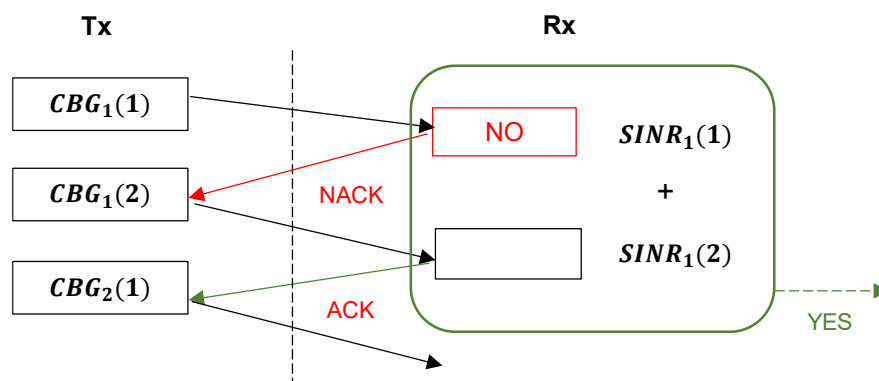 Tx
Rx
CBG₁(1)
NO
SINR₁(1)
+
CBG₁(2)
NACK
SINR₁(2)
CBG₂(1)
ACK
YES